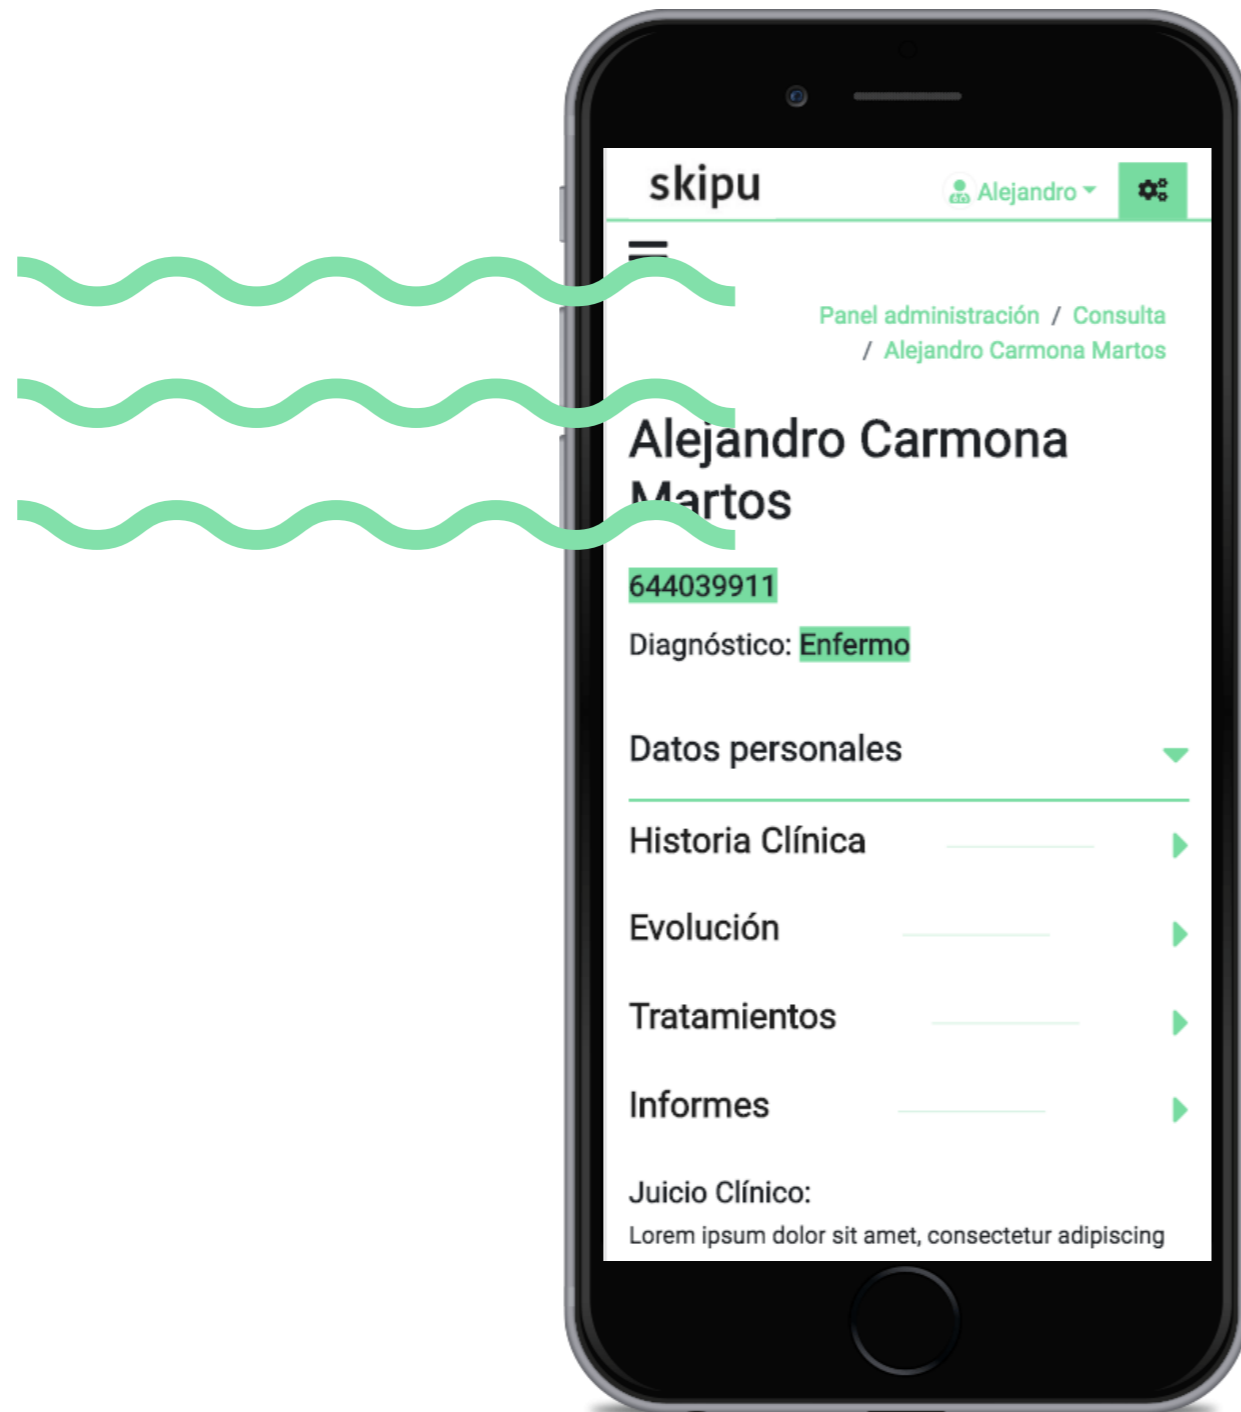 skipu
Alejandro
Panel administración / Consulta
/ Alejandro Carmona Martos
Alejandro Carmona
Martos
644039911
Diagnóstico: Enfermo
Datos personales
Historia Clínica
Evolución
Tratamientos
Informes
Juicio Clínico:
Lorem ipsum dolor sit amet, consectetur adipiscing